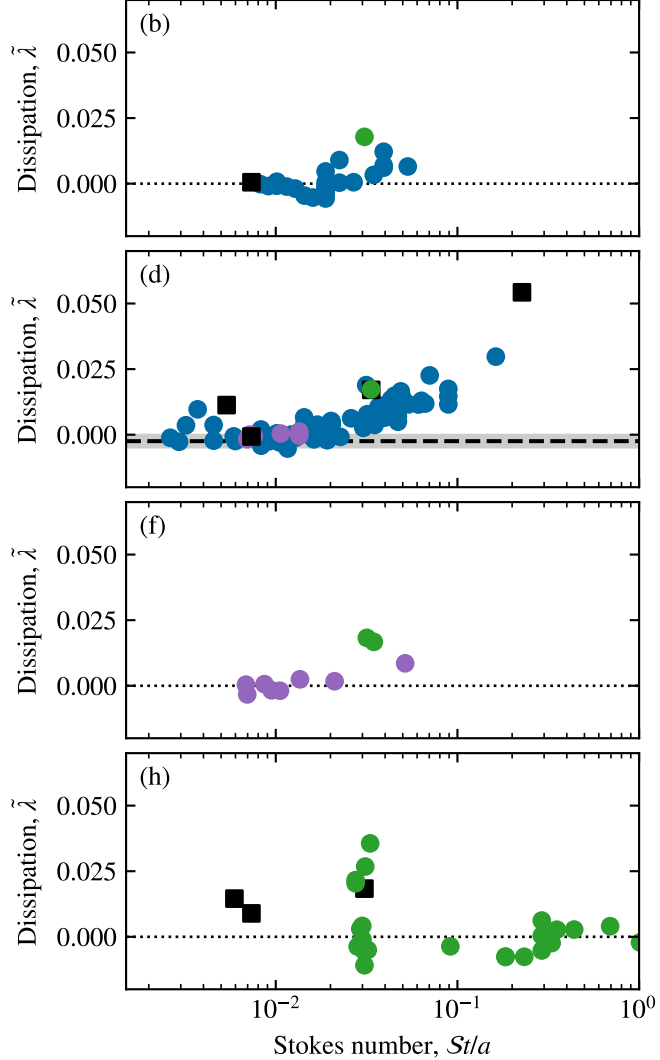 (b)
0.050
0.025
0.000
Dissipation, λ̃
(d)
0.050
0.025
0.000
Dissipation, λ̃
(f)
0.050
0.025
0.000
Dissipation, λ̃
(h)
0.050
0.025
0.000
Dissipation, λ̃
10⁻² 10⁻¹ 10⁰
Stokes number, St/a